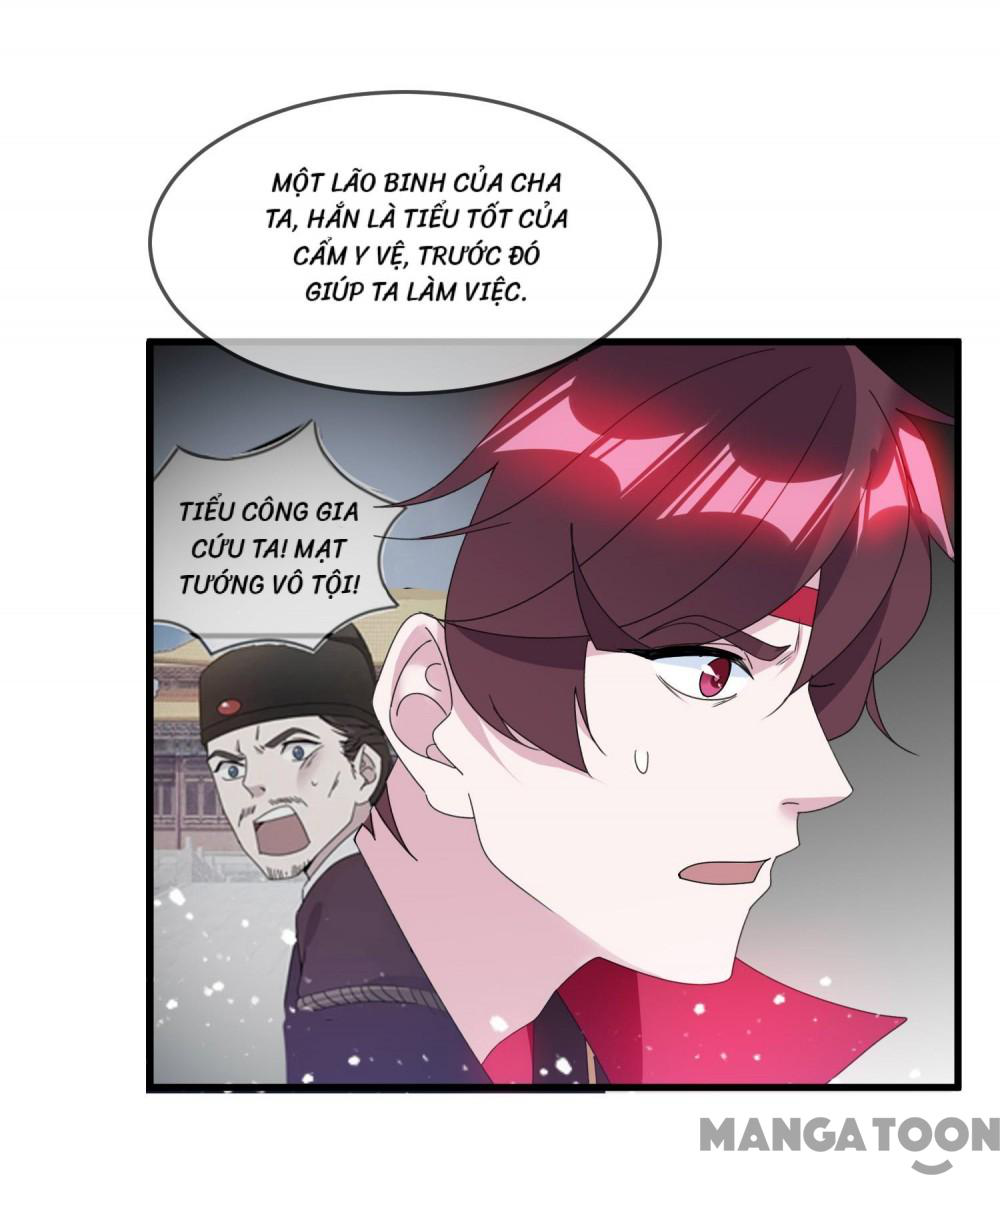 MỘT LÃO BINH CỦA CHA
TA, HẮN LÀ TIỂU TỐT CỦA
CẨM Y VỆ, TRƯỚC ĐÓ
GIÚP TA LÀM VIỆC.
TIỂU CÔNG GIA
CỨU TA! MẠT
TƯỚNG VÔ TỘI!
MANGATOON